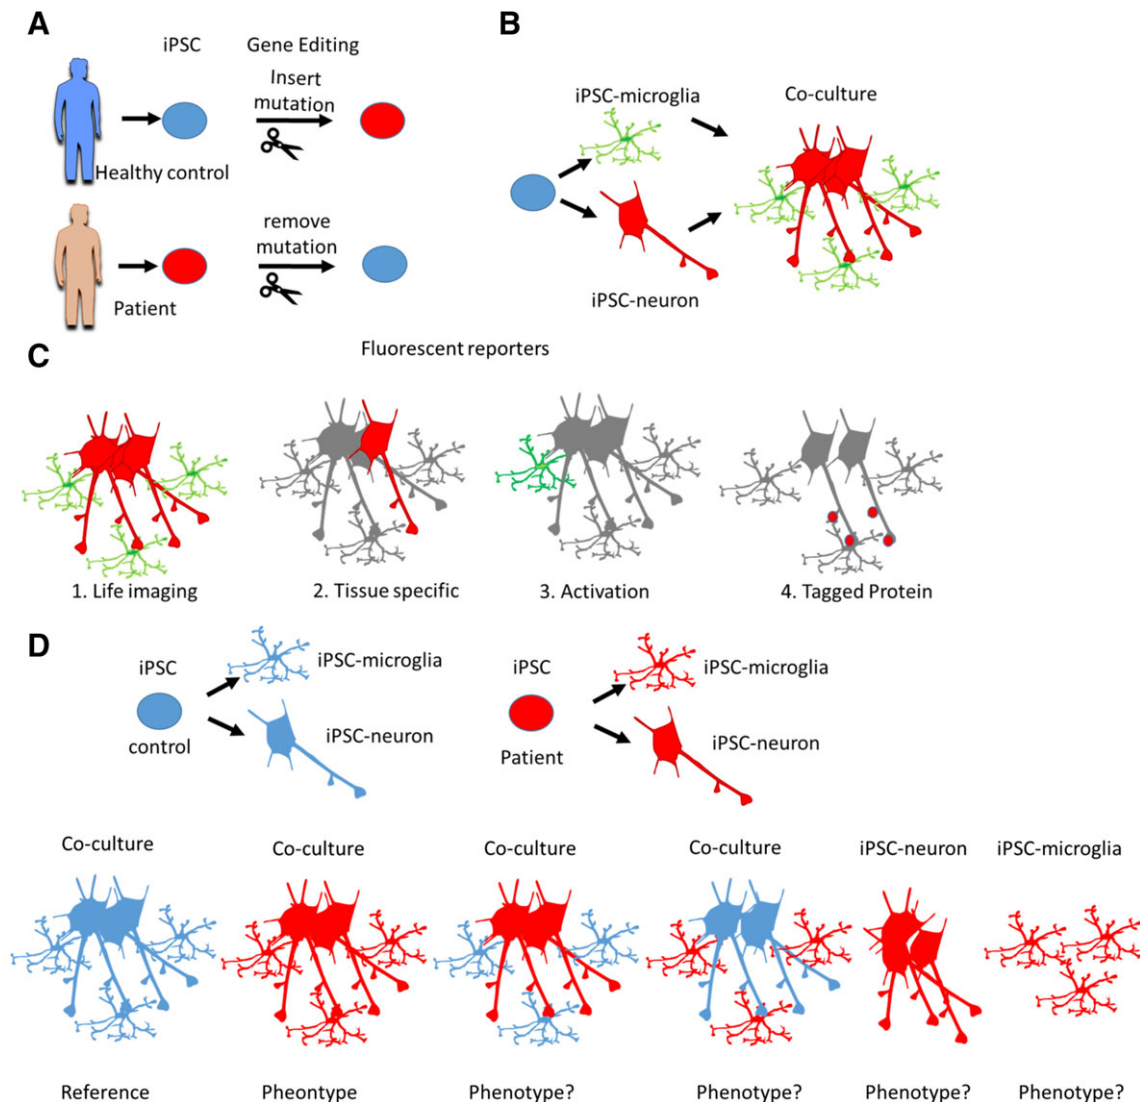 A
iPSC
Gene Editing
Insert
mutation
Healthy control
remove
mutation
Patient
B
iPSC-microglia
Co-culture
iPSC-neuron
C
Fluorescent reporters
1. Life imaging
2. Tissue specific
3. Activation
4. Tagged Protein
D
iPSC
control
iPSC-microglia
iPSC-neuron
iPSC
Patient
iPSC-microglia
iPSC-neuron
Co-culture
Co-culture
Co-culture
Co-culture
iPSC-neuron
iPSC-microglia
Reference
Pheontype
Phenotype?
Phenotype?
Phenotype?
Phenotype?